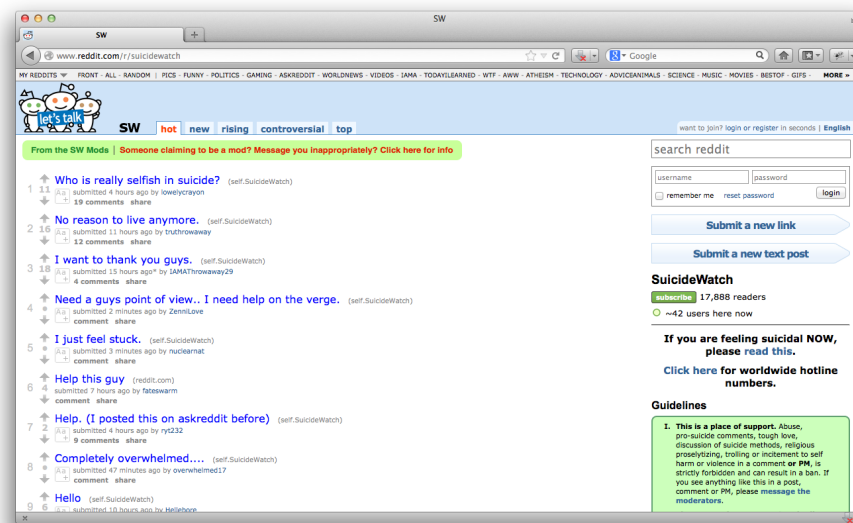 SW
SW
www.reddit.com/r/suicidewatch
Google
MY REDDITS FRONT - ALL - RANDOM | PICS - FUNNY - POLITICS - GAMING - ASKREDDIT - WORLDNEWS - VIDEOS - IAMA - TODAYILEARNED - WTF - AWW - ATHEISM - TECHNOLOGY - ADVICEANIMALS - SCIENCE - MUSIC - MOVIES - BESTOF - GIFS - MORE »
let's talk
SW hot new rising controversial top
want to join? login or register in seconds | English
From the SW Mods | Someone claiming to be a mod? Message you inappropriately? Click here for info
1 11 Who is really selfish in suicide? (self.SuicideWatch)
Aa+ submitted 4 hours ago by lowelycrayon
19 comments share
2 16 No reason to live anymore. (self.SuicideWatch)
Aa+ submitted 11 hours ago by truthrowaway
12 comments share
3 18 I want to thank you guys. (self.SuicideWatch)
Aa+ submitted 15 hours ago* by IAMAThrowaway29
4 comments share
4 • Need a guys point of view.. I need help on the verge. (self.SuicideWatch)
Aa+ submitted 2 minutes ago by ZenniLove
comment share
5 • I just feel stuck. (self.SuicideWatch)
Aa+ submitted 3 minutes ago by nuclearnat
comment share
6 4 Help this guy (reddit.com)
submitted 7 hours ago by fateswarm
comment share
7 2 Help. (I posted this on askreddit before) (self.SuicideWatch)
Aa+ submitted 4 hours ago by ryt232
9 comments share
8 • Completely overwhelmed.... (self.SuicideWatch)
Aa+ submitted 47 minutes ago by overwhelmed17
comment share
9 6 Hello (self.SuicideWatch)
Aa submitted 10 hours ago by Hellebore
search reddit
username password
remember me reset password login
Submit a new link
Submit a new text post
SuicideWatch
subscribe 17,888 readers
~42 users here now
If you are feeling suicidal NOW,
please read this.
Click here for worldwide hotline
numbers.
Guidelines
I. This is a place of support. Abuse,
pro-suicide comments, tough love,
discussion of suicide methods, religious
proselytizing, trolling or incitement to self
harm or violence in a comment or PM, is
strictly forbidden and can result in a ban. If
you see anything like this in a post,
comment or PM, please message the
moderators.